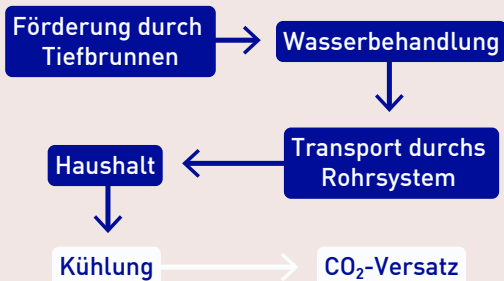 Förderung durch
Tiefbrunnen
Wasserbehandlung
Transport durchs
Rohrsystem
Haushalt
Kühlung
CO₂-Versatz